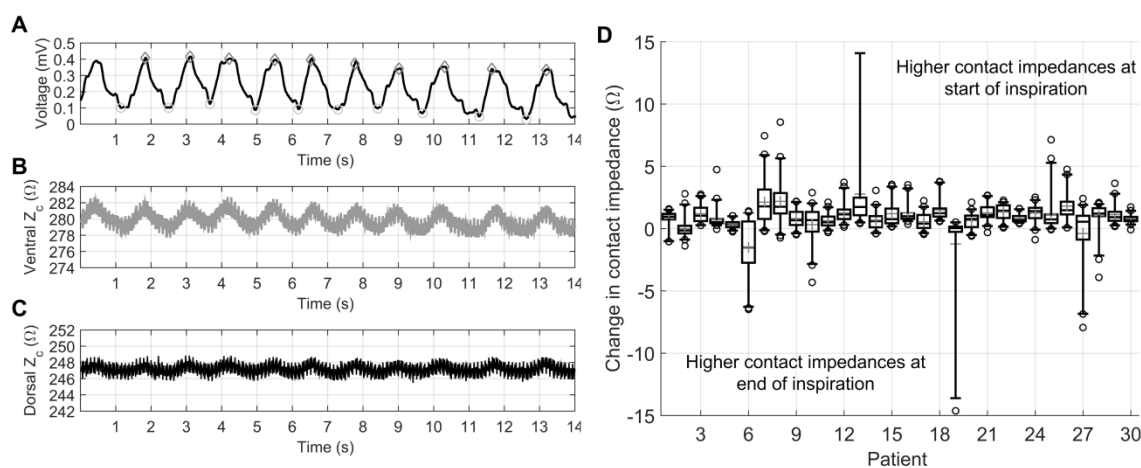 A
0.5
0.4
0.3
0.2
0.1
0
Voltage (mV)
1 2 3 4 5 6 7 8 9 10 11 12 13 14
Time (s)
B
284
282
280
278
276
274
Ventral Zc (Ω)
1 2 3 4 5 6 7 8 9 10 11 12 13 14
Time (s)
C
252
250
248
246
244
242
Dorsal Zc (Ω)
1 2 3 4 5 6 7 8 9 10 11 12 13 14
Time (s)
D
15
10
5
0
-5
-10
-15
Change in contact impedance (Ω)
Higher contact impedances at
start of inspiration
Higher contact impedances at
end of inspiration
3 6 9 12 15 18 21 24 27 30
Patient